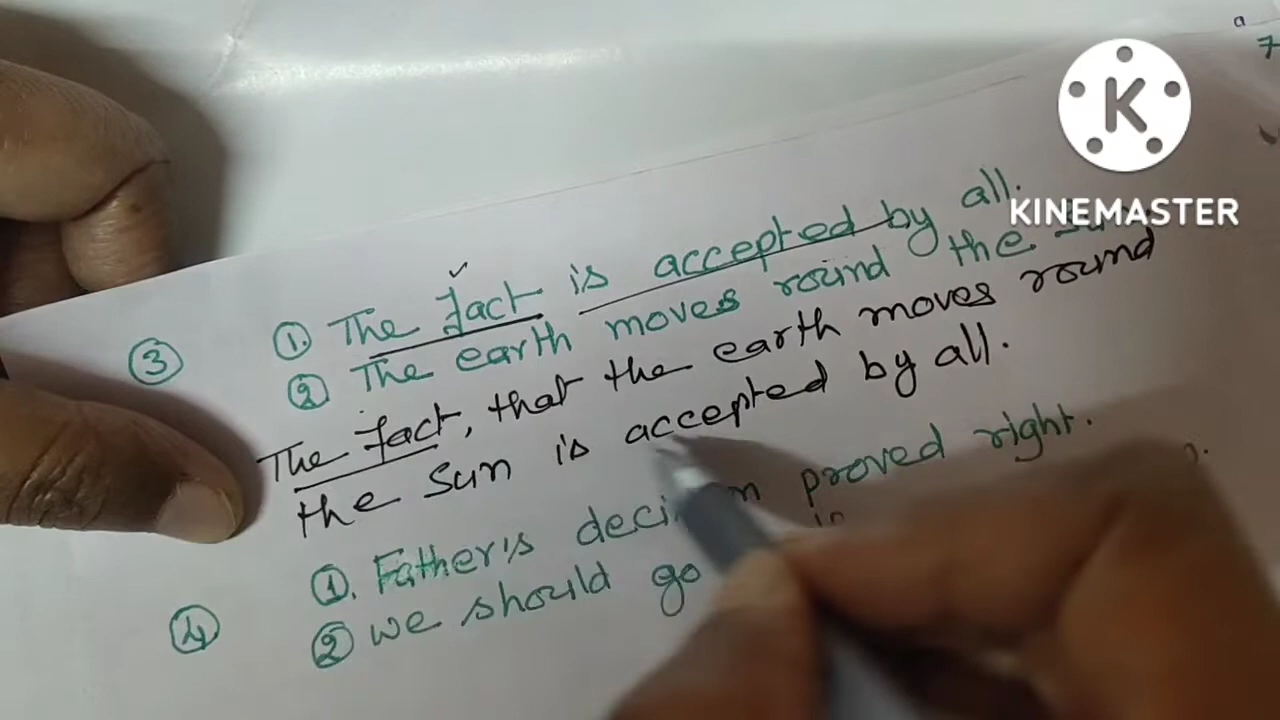 a
7
KINEMASTER
③ ①. The fact is accepted by all.
② The earth moves round the
The fact, that the earth moves round
the Sun is accepted by all.
④ ①. Father's proved right.
② we should go